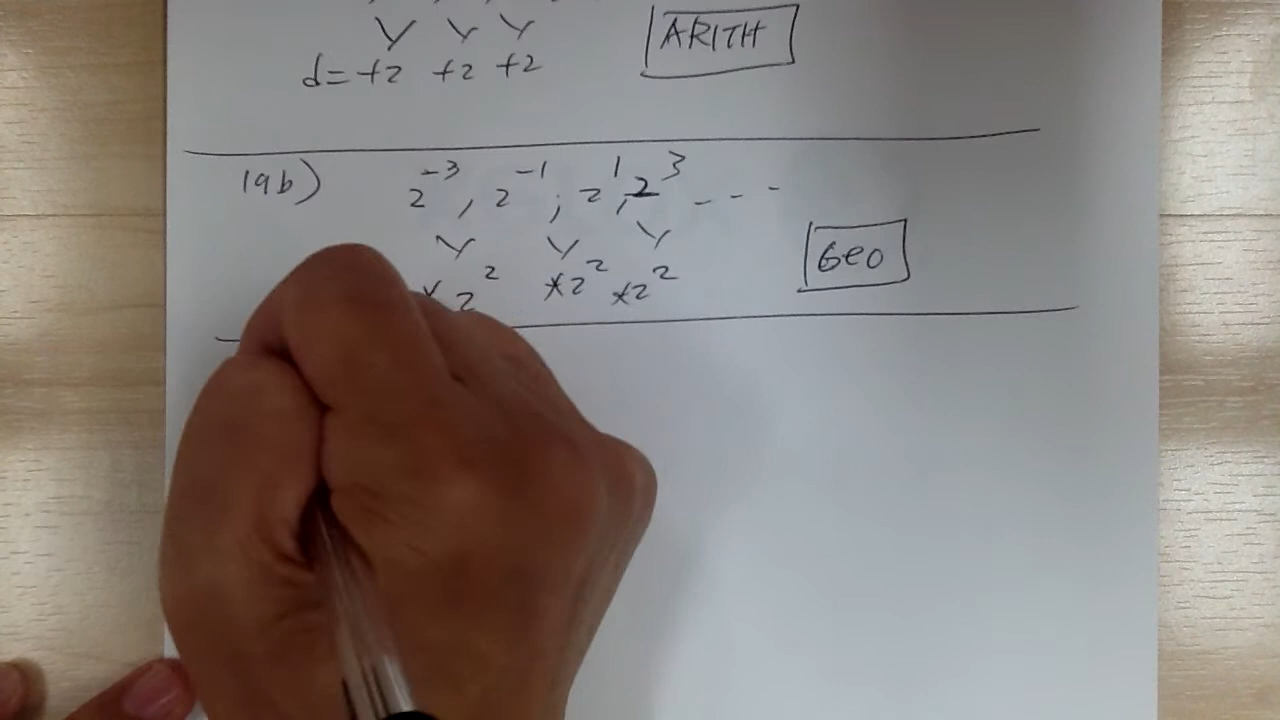 d=+2 +2 +2 ARITH
19b) 2^-3, 2^-1, 2^1, 2^3 ---
*2^2 *2^2 *2^2 Geo